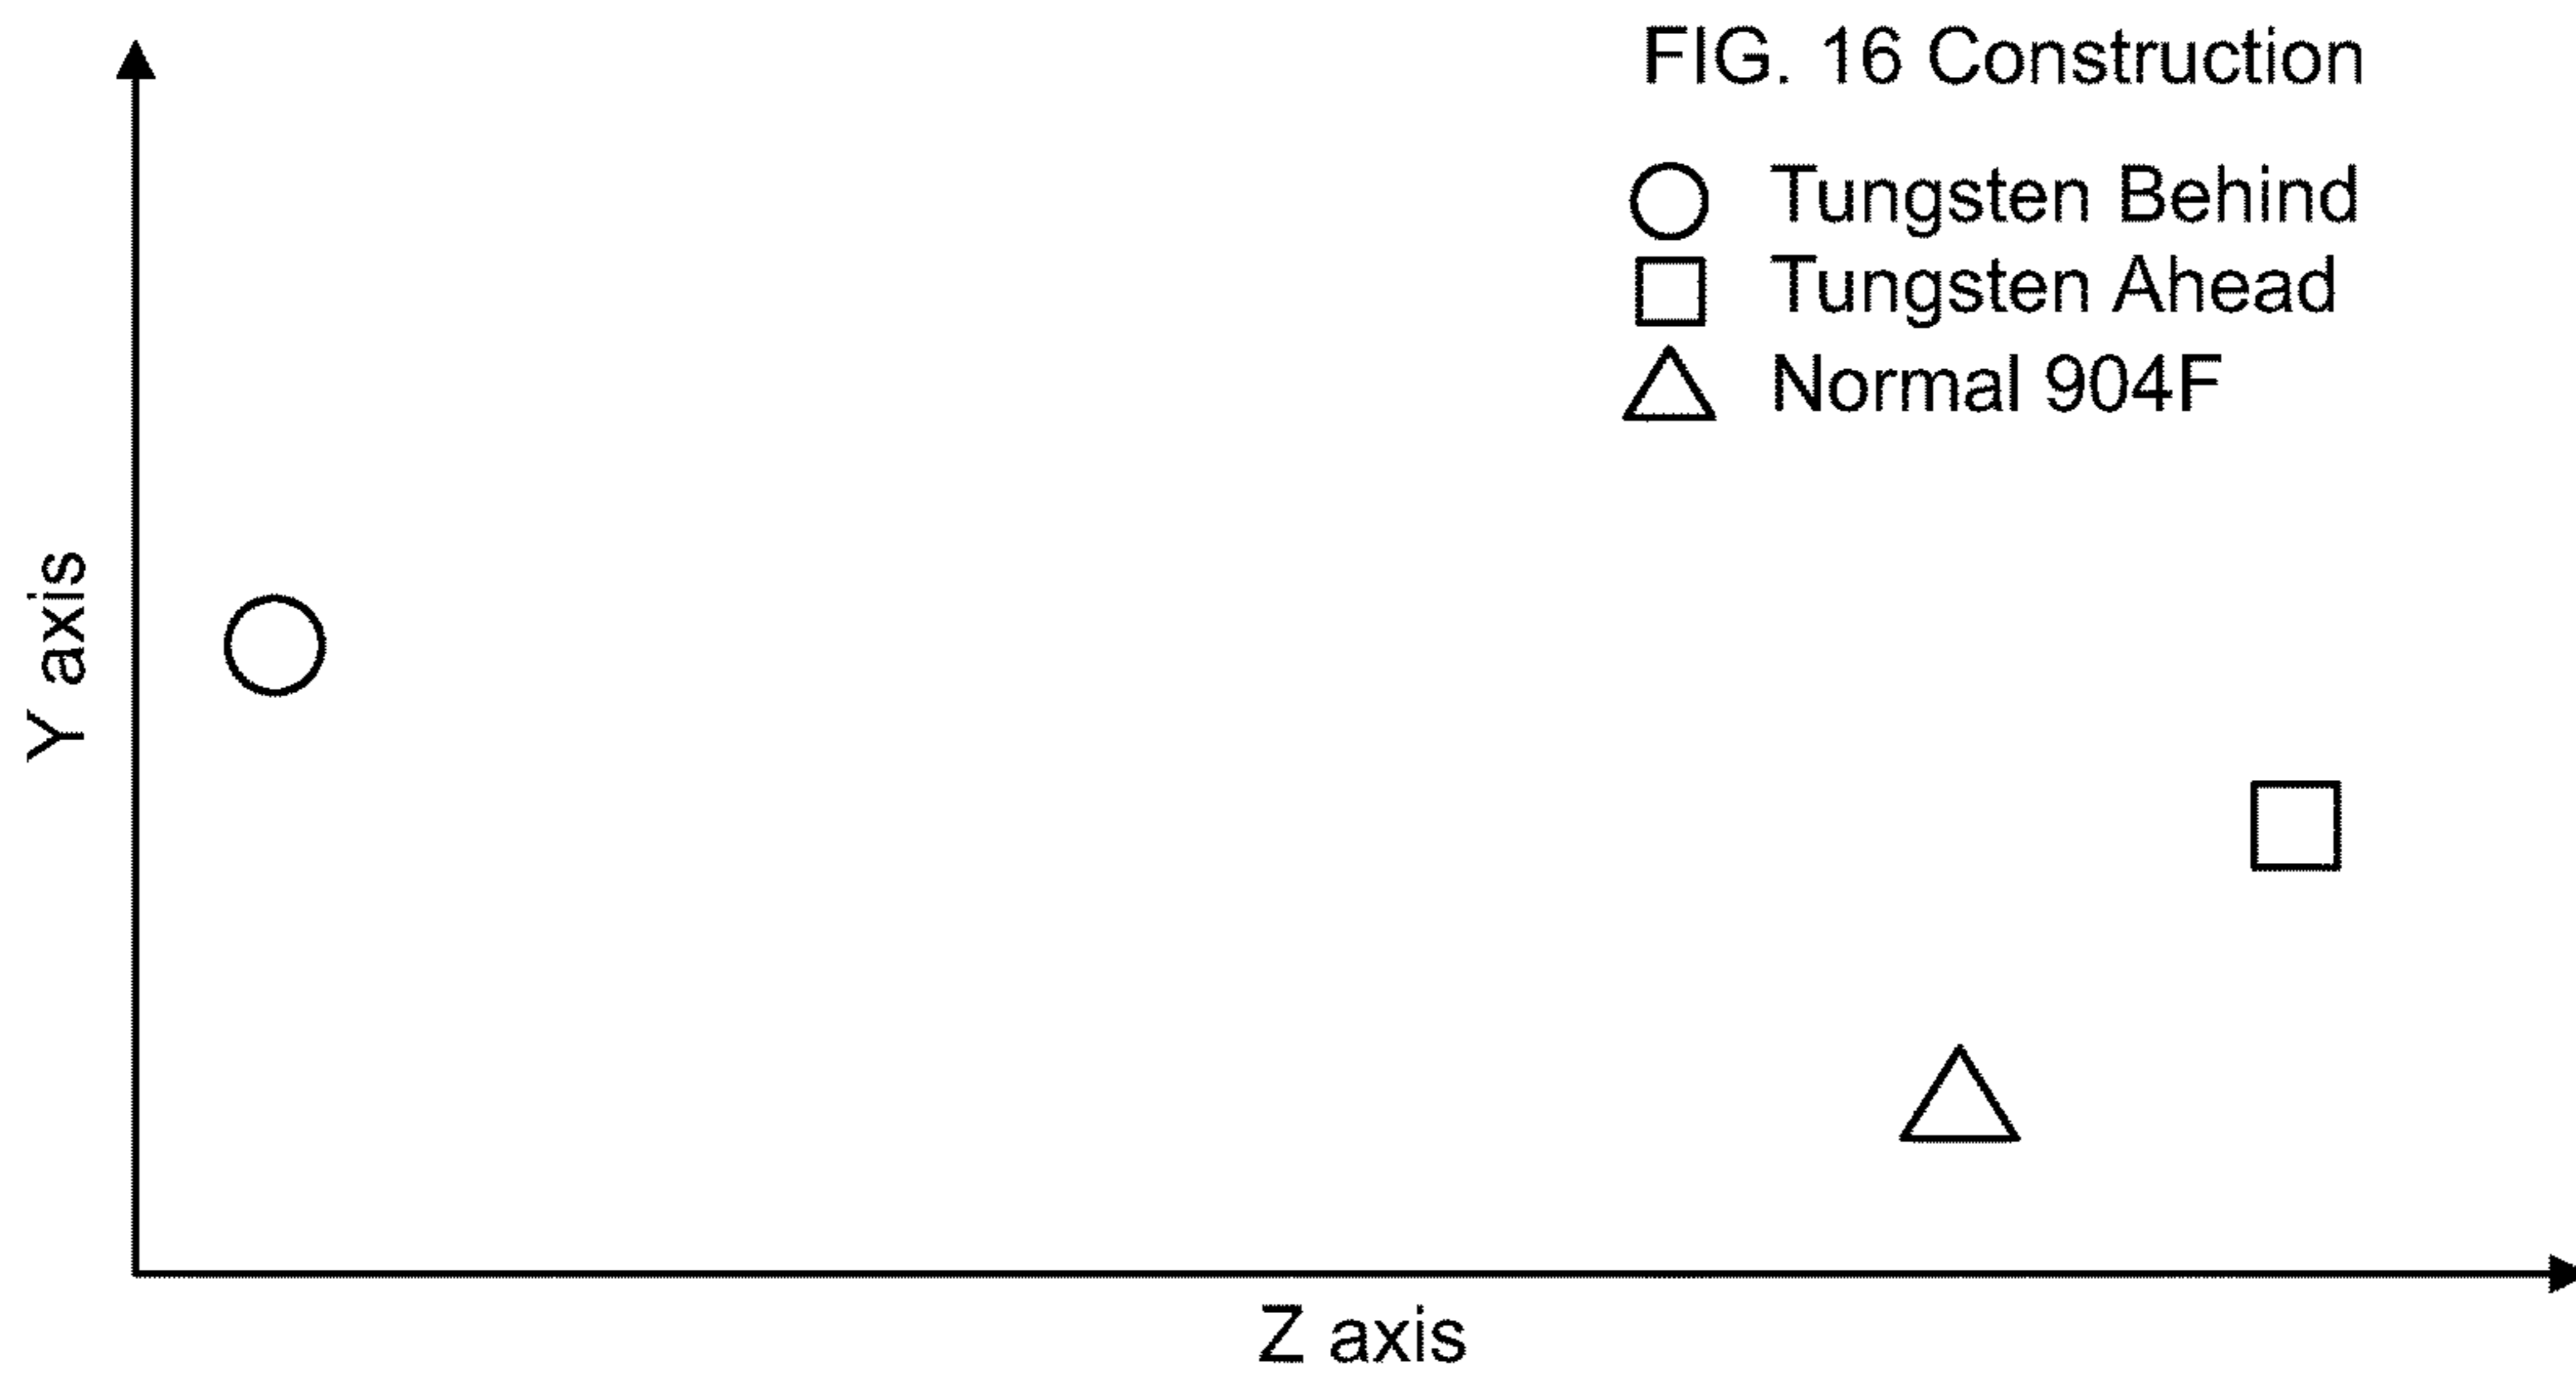 FIG. 16 Construction
Tungsten Behind
Tungsten Ahead
Normal 904F
Y axis
Z axis